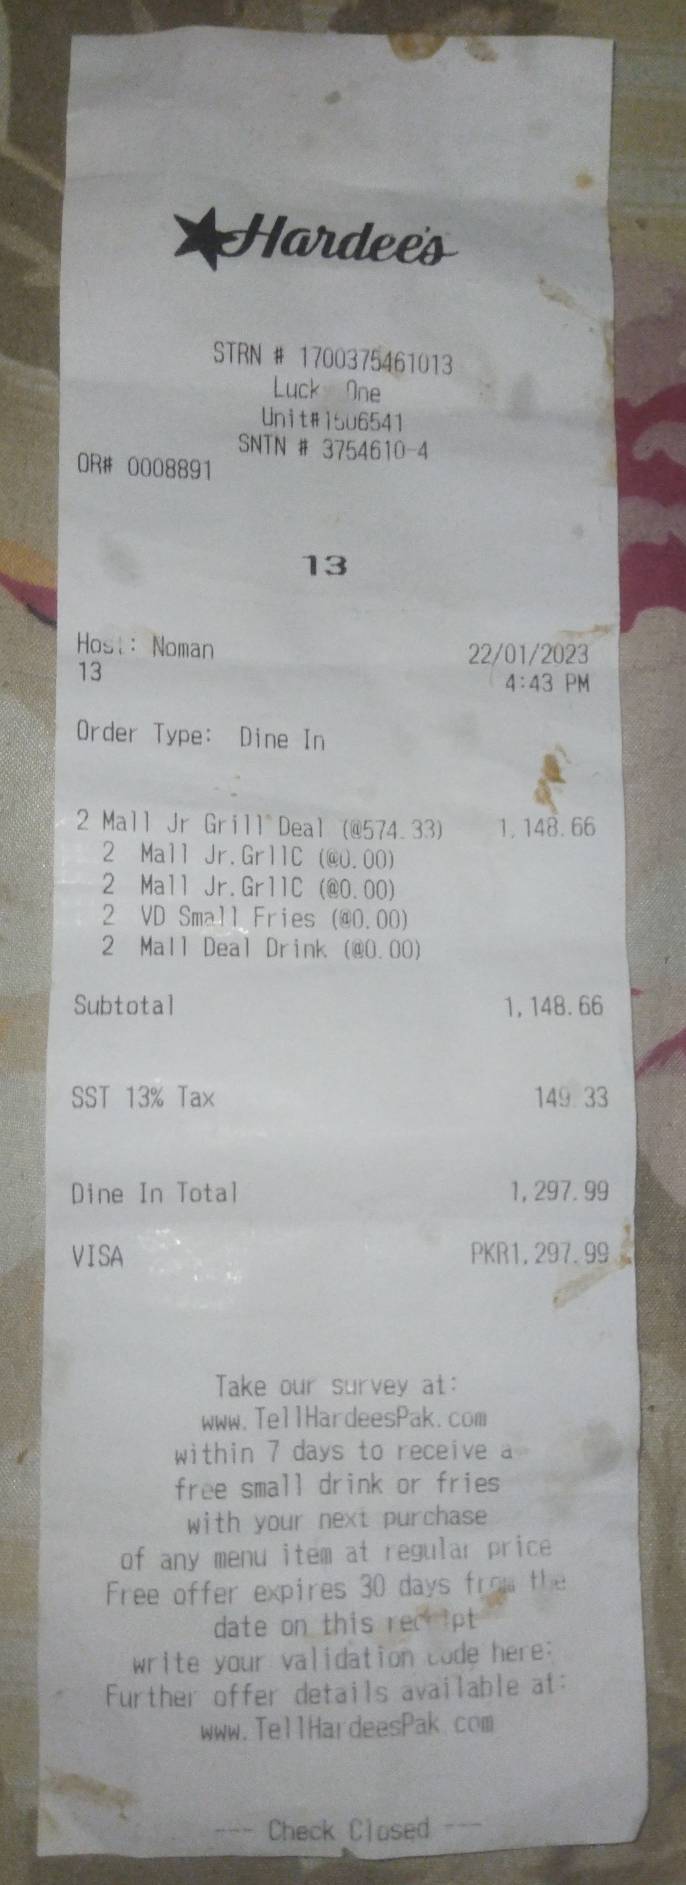 Hardee's
STRN # 1700375461013
Luck One
Unit#1506541
SNTN # 3754610-4
OR# 0008891
13
Host: Noman 22/01/2023
13 4:43 PM
Order Type: Dine In
2 Mall Jr Grill Deal (@574.33) 1,148.66
2 Mall Jr.GrllC (@0.00)
2 Mall Jr.GrllC (@0.00)
2 VD Small Fries (@0.00)
2 Mall Deal Drink (@0.00)
Subtotal 1,148.66
SST 13% Tax 149.33
Dine In Total 1,297.99
VISA PKR1,297.99
Take our survey at:
www.TellHardeesPak.com
within 7 days to receive a
free small drink or fries
with your next purchase
of any menu item at regular price
Free offer expires 30 days from the
date on this receipt
write your validation code here:
Further offer details available at:
www.TellHardeesPak.com
--- Check Closed ---